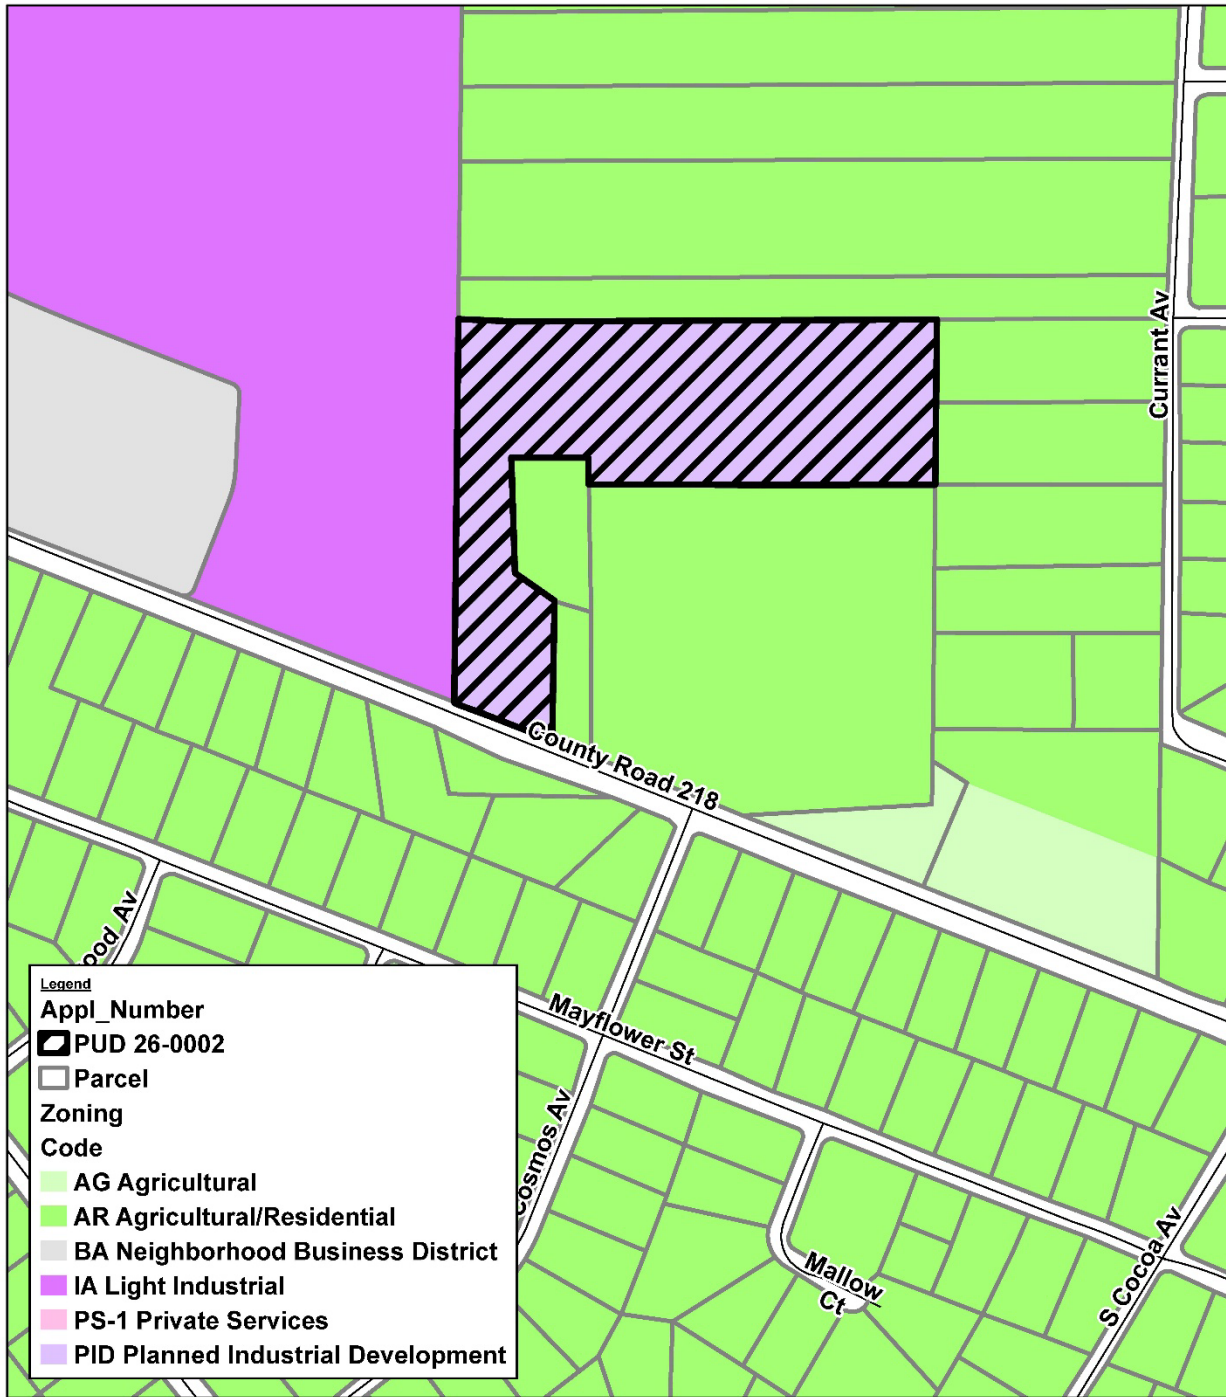 Currant Av
County Road 218
ood Av
Mayflower St
Cosmos Av
Mallow
Ct
S Cocoa Av
Legend
Appl_Number
PUD 26-0002
Parcel
Zoning
Code
AG Agricultural
AR Agricultural/Residential
BA Neighborhood Business District
IA Light Industrial
PS-1 Private Services
PID Planned Industrial Development